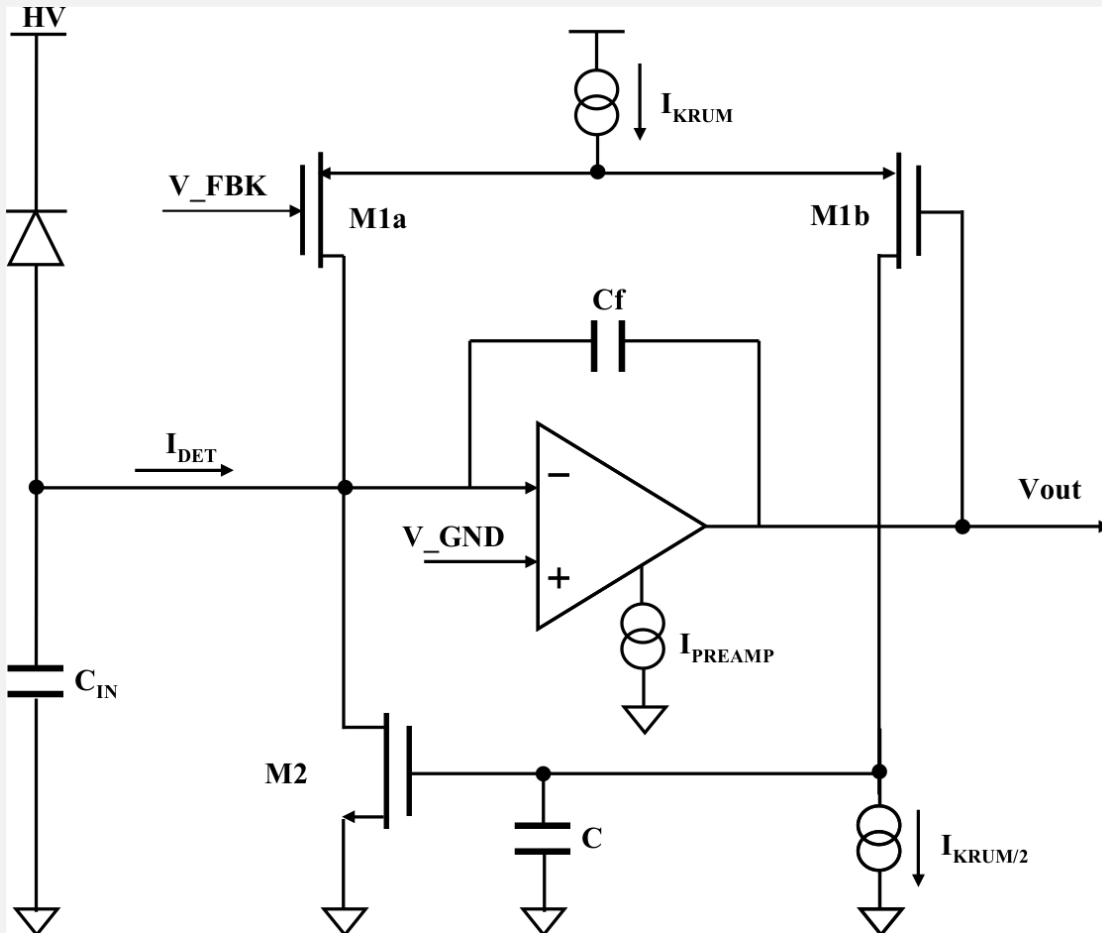 HV
I_KRUM
V_FBK
M1a
M1b
Cf
I_DET
Vout
V_GND
−
+
I_PREAMP
C_IN
M2
C
I_KRUM/2